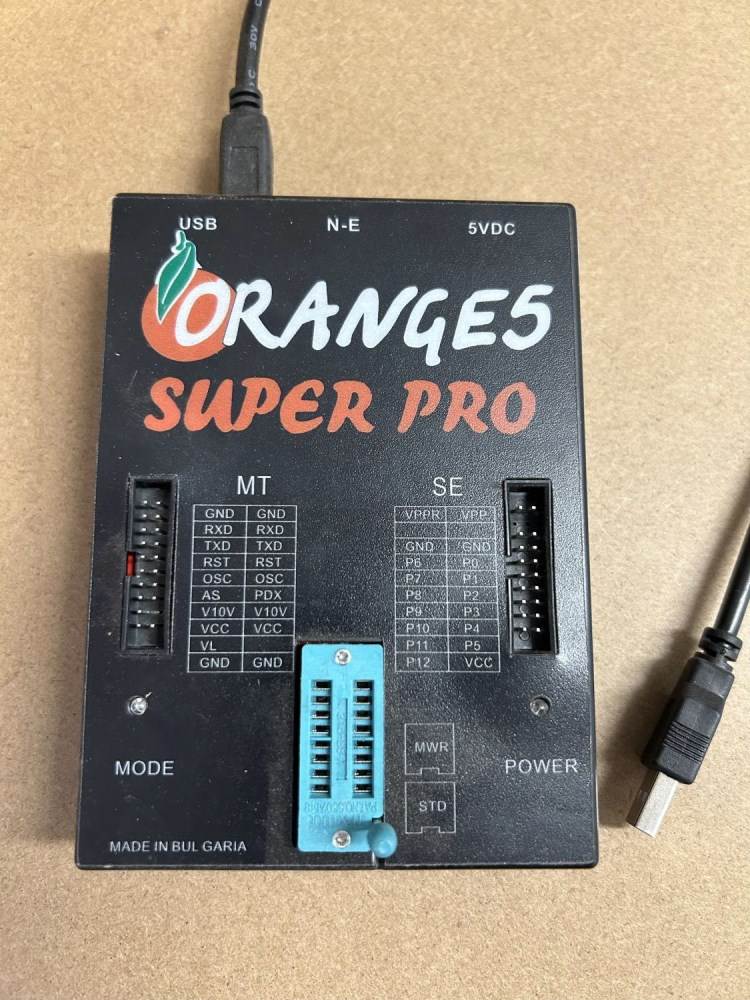 30V
USB N-E 5VDC
ORANGE5
SUPER PRO
MT SE
GND GND
RXD RXD
TXD TXD
RST RST
OSC OSC
AS PDX
V10V V10V
VCC VCC
VL
GND GND
VPPR VPP
GND GND
P6 P0
P7 P1
P8 P2
P9 P3
P10 P4
P11 P5
P12 VCC
MWR
STD
MODE POWER
MADE IN BUL GARIA